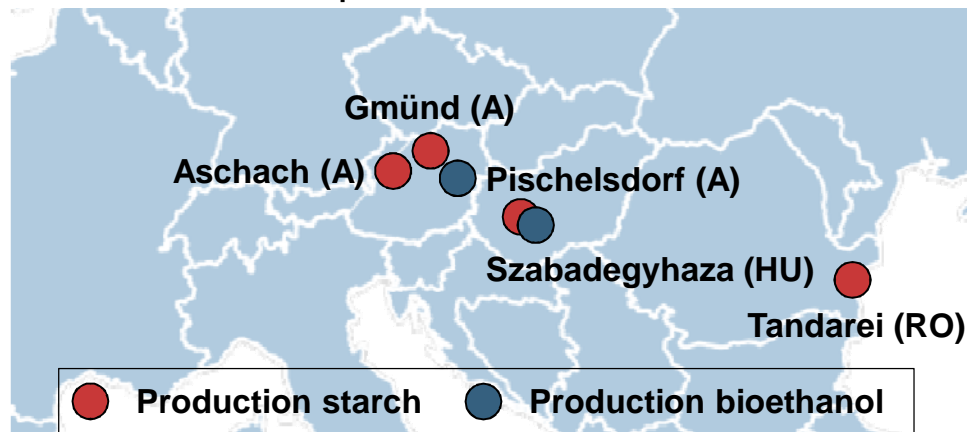 Gmünd (A)
Aschach (A)
Pischelsdorf (A)
Szabadegyhaza (HU)
Tandarei (RO)
Production starch
Production bioethanol